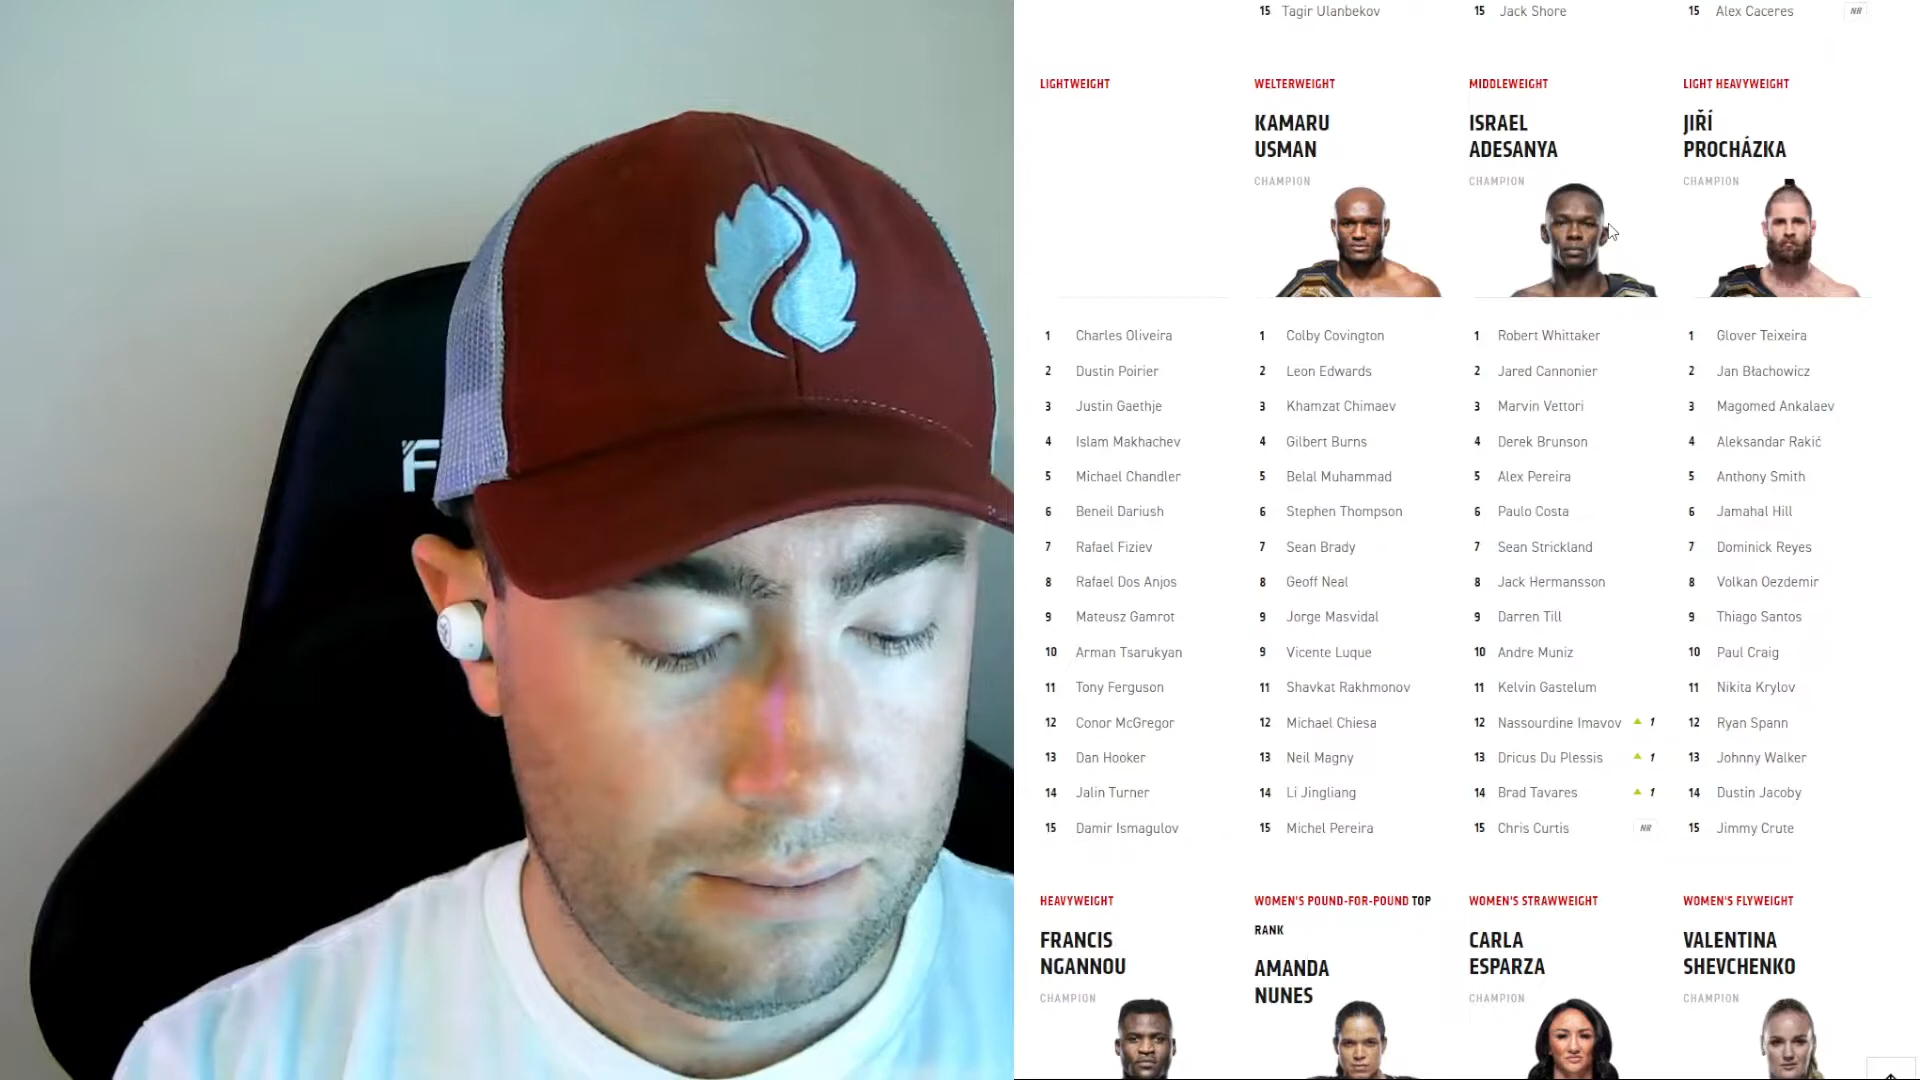 F
15 Tagir Ulanbekov
15 Jack Shore
15 Alex Caceres NR
LIGHTWEIGHT
1 Charles Oliveira
2 Dustin Poirier
3 Justin Gaethje
4 Islam Makhachev
5 Michael Chandler
6 Beneil Dariush
7 Rafael Fiziev
8 Rafael Dos Anjos
9 Mateusz Gamrot
10 Arman Tsarukyan
11 Tony Ferguson
12 Conor McGregor
13 Dan Hooker
14 Jalin Turner
15 Damir Ismagulov
WELTERWEIGHT
KAMARU
USMAN
CHAMPION
1 Colby Covington
2 Leon Edwards
3 Khamzat Chimaev
4 Gilbert Burns
5 Belal Muhammad
6 Stephen Thompson
7 Sean Brady
8 Geoff Neal
9 Jorge Masvidal
9 Vicente Luque
11 Shavkat Rakhmonov
12 Michael Chiesa
13 Neil Magny
14 Li Jingliang
15 Michel Pereira
MIDDLEWEIGHT
ISRAEL
ADESANYA
CHAMPION
1 Robert Whittaker
2 Jared Cannonier
3 Marvin Vettori
4 Derek Brunson
5 Alex Pereira
6 Paulo Costa
7 Sean Strickland
8 Jack Hermansson
9 Darren Till
10 Andre Muniz
11 Kelvin Gastelum
12 Nassourdine Imavov 1
13 Dricus Du Plessis 1
14 Brad Tavares 1
15 Chris Curtis NR
LIGHT HEAVYWEIGHT
JIŘÍ
PROCHÁZKA
CHAMPION
1 Glover Teixeira
2 Jan Błachowicz
3 Magomed Ankalaev
4 Aleksandar Rakić
5 Anthony Smith
6 Jamahal Hill
7 Dominick Reyes
8 Volkan Oezdemir
9 Thiago Santos
10 Paul Craig
11 Nikita Krylov
12 Ryan Spann
13 Johnny Walker
14 Dustin Jacoby
15 Jimmy Crute
HEAVYWEIGHT
FRANCIS
NGANNOU
CHAMPION
WOMEN'S POUND-FOR-POUND TOP
RANK
AMANDA
NUNES
WOMEN'S STRAWWEIGHT
CARLA
ESPARZA
CHAMPION
WOMEN'S FLYWEIGHT
VALENTINA
SHEVCHENKO
CHAMPION